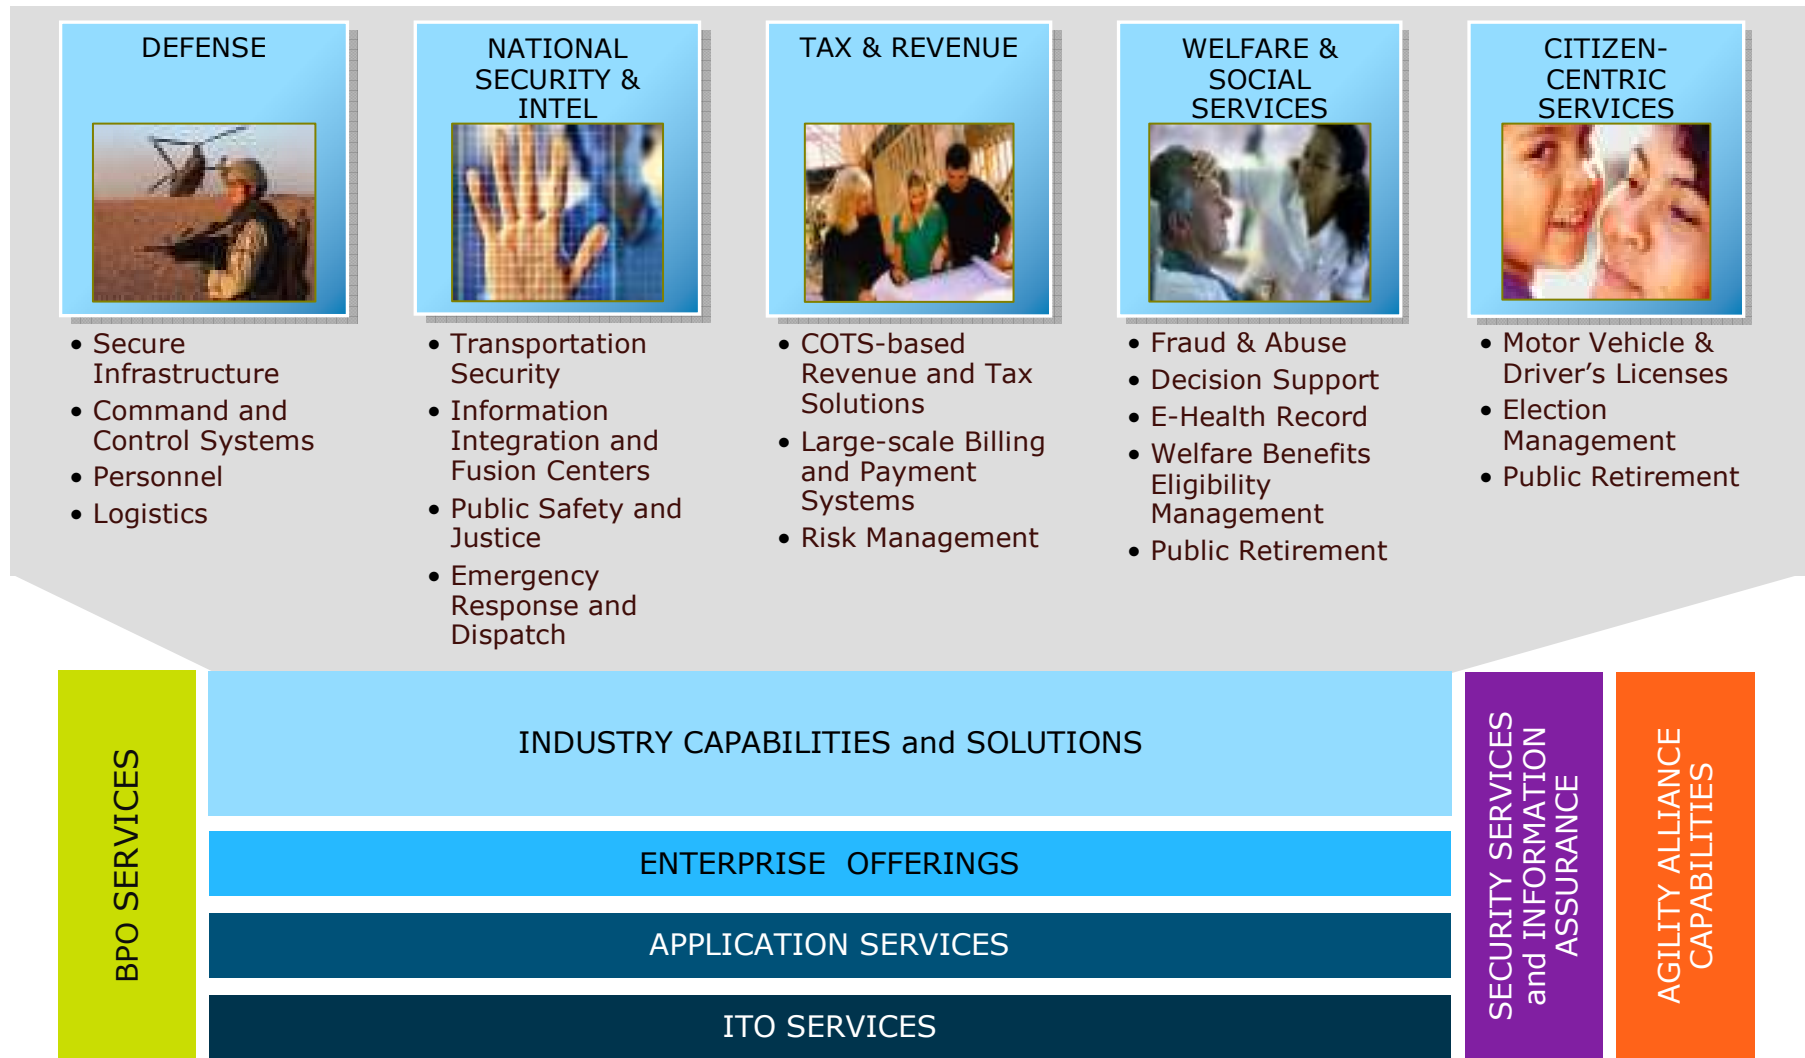 DEFENSE
NATIONAL
SECURITY &
INTEL
TAX & REVENUE
WELFARE &
SOCIAL
SERVICES
CITIZEN-
CENTRIC
SERVICES
• Secure
Infrastructure
• Command and
Control Systems
• Personnel
• Logistics
• Transportation
Security
• Information
Integration and
Fusion Centers
• Public Safety and
Justice
• Emergency
Response and
Dispatch
• COTS-based
Revenue and Tax
Solutions
• Large-scale Billing
and Payment
Systems
• Risk Management
• Fraud & Abuse
• Decision Support
• E-Health Record
• Welfare Benefits
Eligibility
Management
• Public Retirement
• Motor Vehicle &
Driver’s Licenses
• Election
Management
• Public Retirement
BPO SERVICES
INDUSTRY CAPABILITIES and SOLUTIONS
ENTERPRISE OFFERINGS
APPLICATION SERVICES
ITO SERVICES
SECURITY SERVICES
and INFORMATION
ASSURANCE
AGILITY ALLIANCE
CAPABILITIES